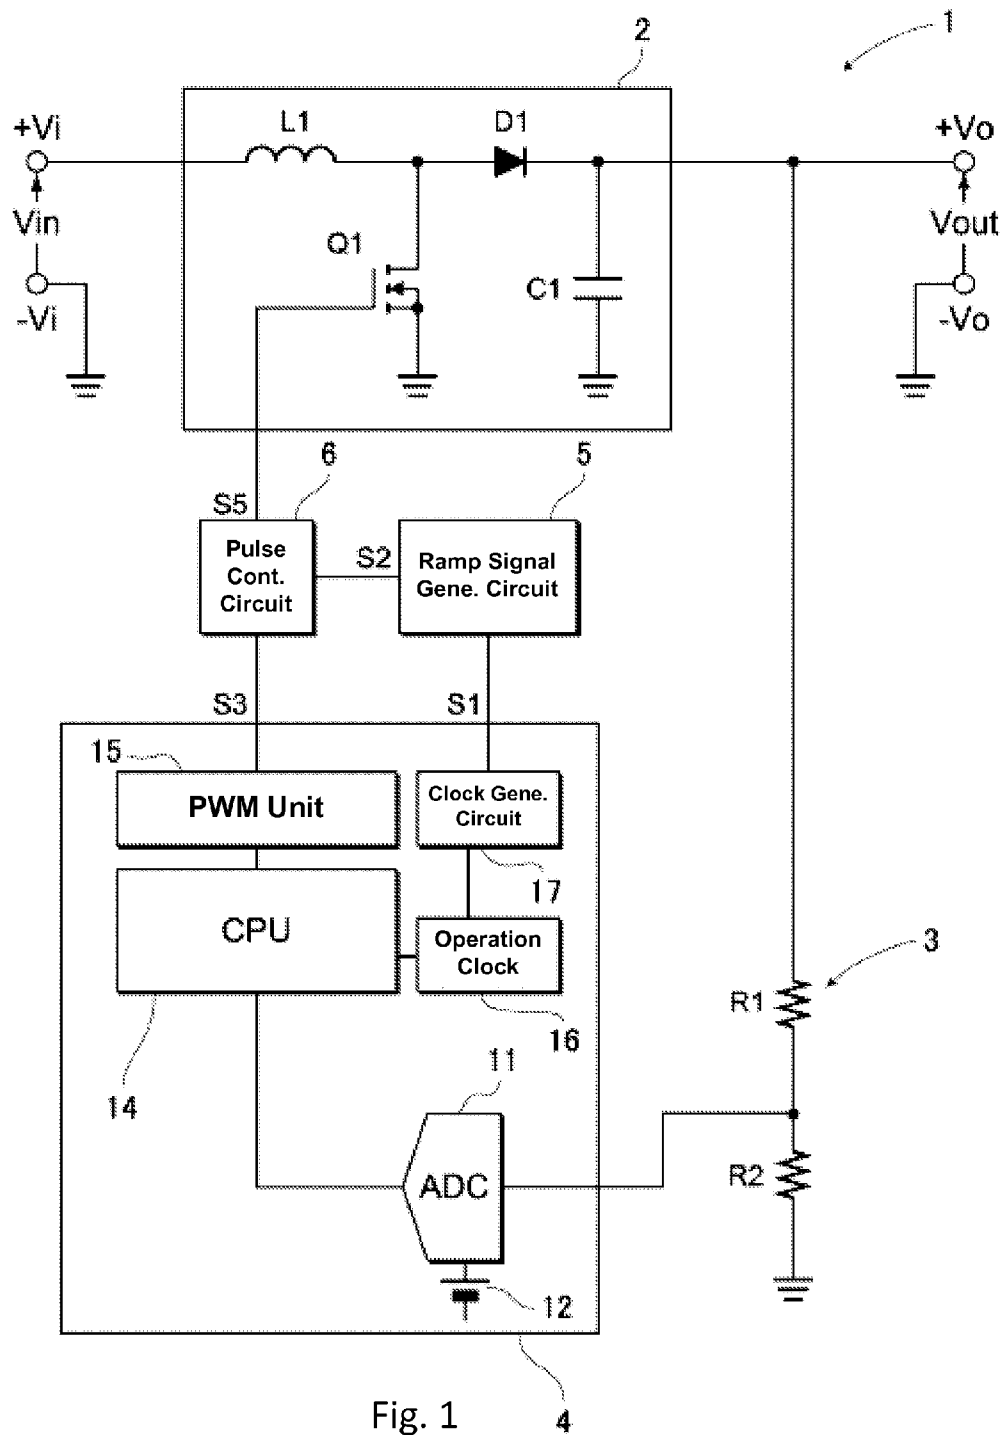 1
2
+Vi
L1
D1
+Vo
Vin
Q1
Vout
C1
-Vi
-Vo
6
5
S5
Pulse
Cont.
Circuit
S2
Ramp Signal
Gene. Circuit
S3
S1
15
PWM Unit
Clock Gene.
Circuit
17
CPU
Operation
Clock
3
R1
16
14
11
ADC
R2
12
4
Fig. 1